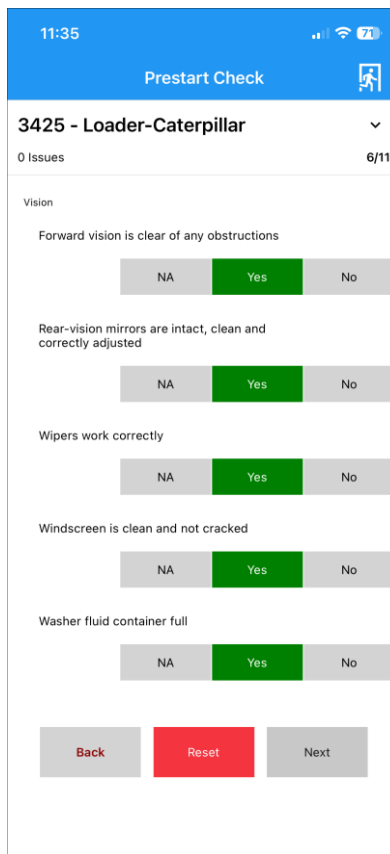 11:35
71
Prestart Check
3425 - Loader-Caterpillar
0 Issues 6/11
Vision
Forward vision is clear of any obstructions
NA Yes No
Rear-vision mirrors are intact, clean and
correctly adjusted
NA Yes No
Wipers work correctly
NA Yes No
Windscreen is clean and not cracked
NA Yes No
Washer fluid container full
NA Yes No
Back Reset Next